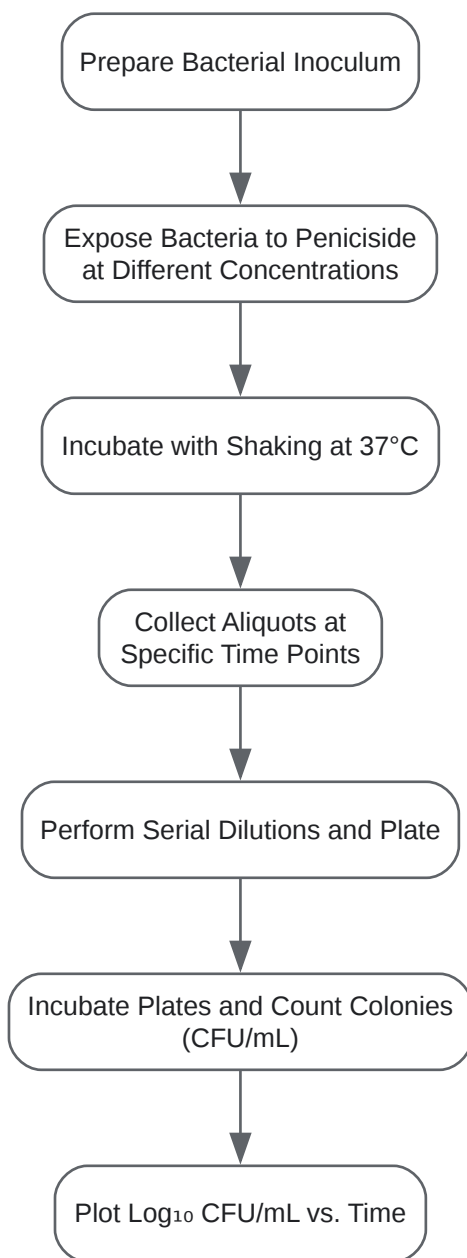 Prepare Bacterial Inoculum
Expose Bacteria to Peniciside
at Different Concentrations
Incubate with Shaking at 37°C
Collect Aliquots at
Specific Time Points
Perform Serial Dilutions and Plate
Incubate Plates and Count Colonies
(CFU/mL)
Plot Log₁₀ CFU/mL vs. Time